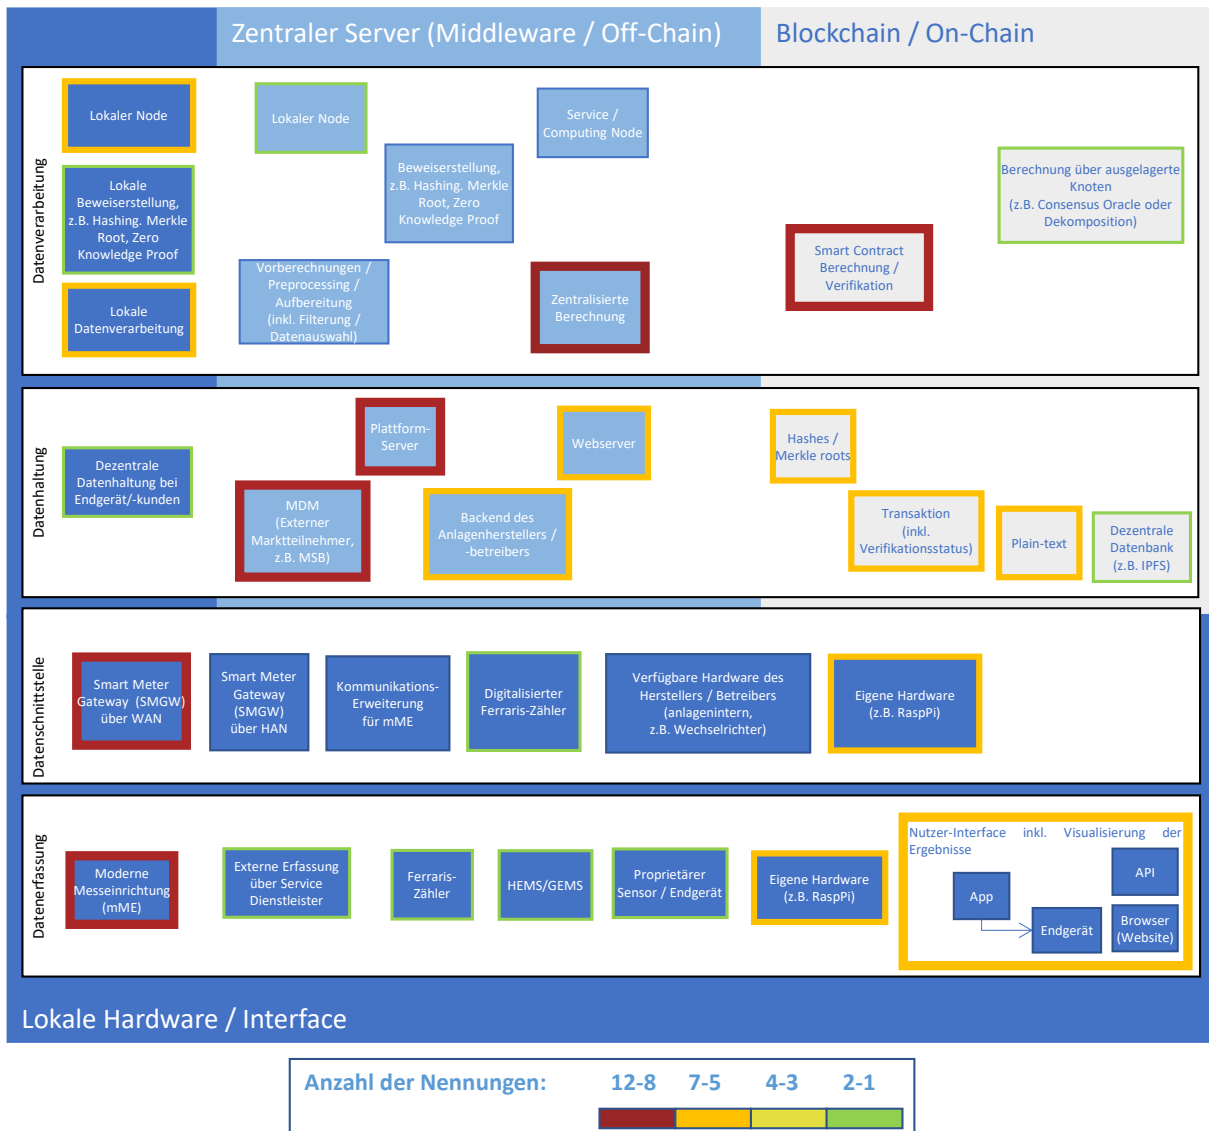 Zentraler Server (Middleware / Off-Chain)
Blockchain / On-Chain
Datenverarbeitung
Lokaler Node
Lokaler Node
Service /
Computing Node
Lokale
Beweiserstellung,
z.B. Hashing. Merkle
Root, Zero
Knowledge Proof
Beweiserstellung,
z.B. Hashing. Merkle
Root, Zero
Knowledge Proof
Berechnung über ausgelagerte
Knoten
(z.B. Consensus Oracle oder
Dekomposition)
Smart Contract
Berechnung /
Verifikation
Lokale
Datenverarbeitung
Vorberechnungen /
Preprocessing /
Aufbereitung
(inkl. Filterung /
Datenauswahl)
Zentralisierte
Berechnung
Datenhaltung
Dezentrale
Datenhaltung bei
Endgerät/-kunden
Plattform-
Server
Webserver
Hashes /
Merkle roots
MDM
(Externer
Marktteilnehmer,
z.B. MSB)
Backend des
Anlagenherstellers /
-betreibers
Transaktion
(inkl.
Verifikationsstatus)
Plain-text
Dezentrale
Datenbank
(z.B. IPFS)
Datenschnittstelle
Smart Meter
Gateway (SMGW)
über WAN
Smart Meter
Gateway
(SMGW)
über HAN
Kommunikations-
Erweiterung
für mME
Digitalisierter
Ferraris-Zähler
Verfügbare Hardware des
Herstellers / Betreibers
(anlagenintern,
z.B. Wechselrichter)
Eigene Hardware
(z.B. RaspPi)
Datenerfassung
Moderne
Messeinrichtung
(mME)
Externe Erfassung
über Service
Dienstleister
Ferraris-
Zähler
HEMS/GEMS
Proprietärer
Sensor / Endgerät
Eigene Hardware
(z.B. RaspPi)
Nutzer-Interface inkl. Visualisierung der
Ergebnisse
App
Endgerät
API
Browser
(Website)
Lokale Hardware / Interface
Anzahl der Nennungen: 12-8 7-5 4-3 2-1